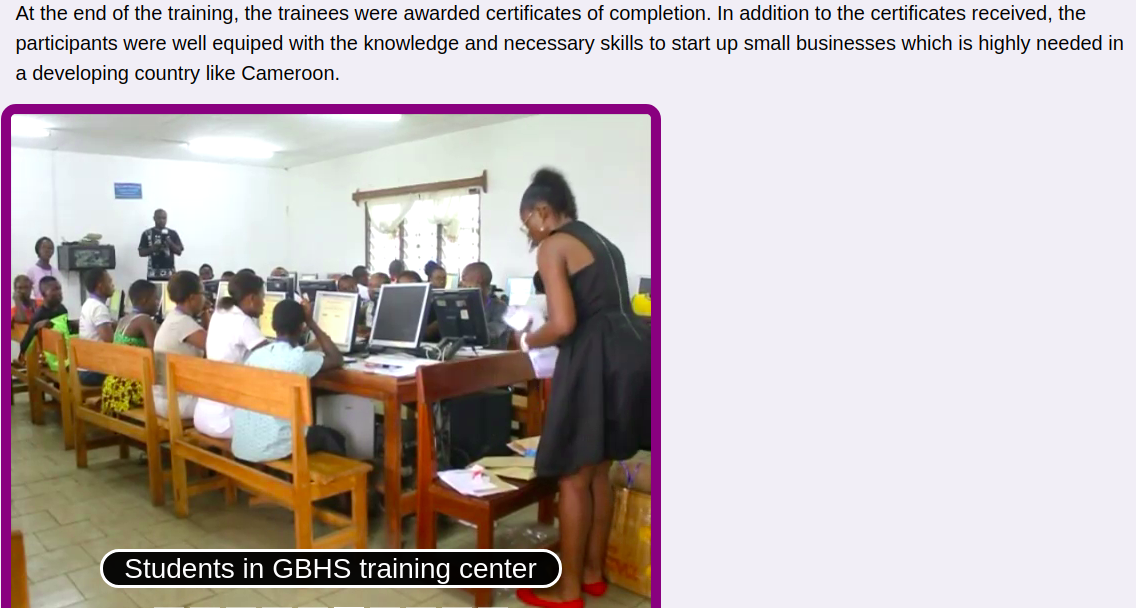 At the end of the training, the trainees were awarded certificates of completion. In addition to the certificates received, the
participants were well equiped with the knowledge and necessary skills to start up small businesses which is highly needed in
a developing country like Cameroon.
Students in GBHS training center